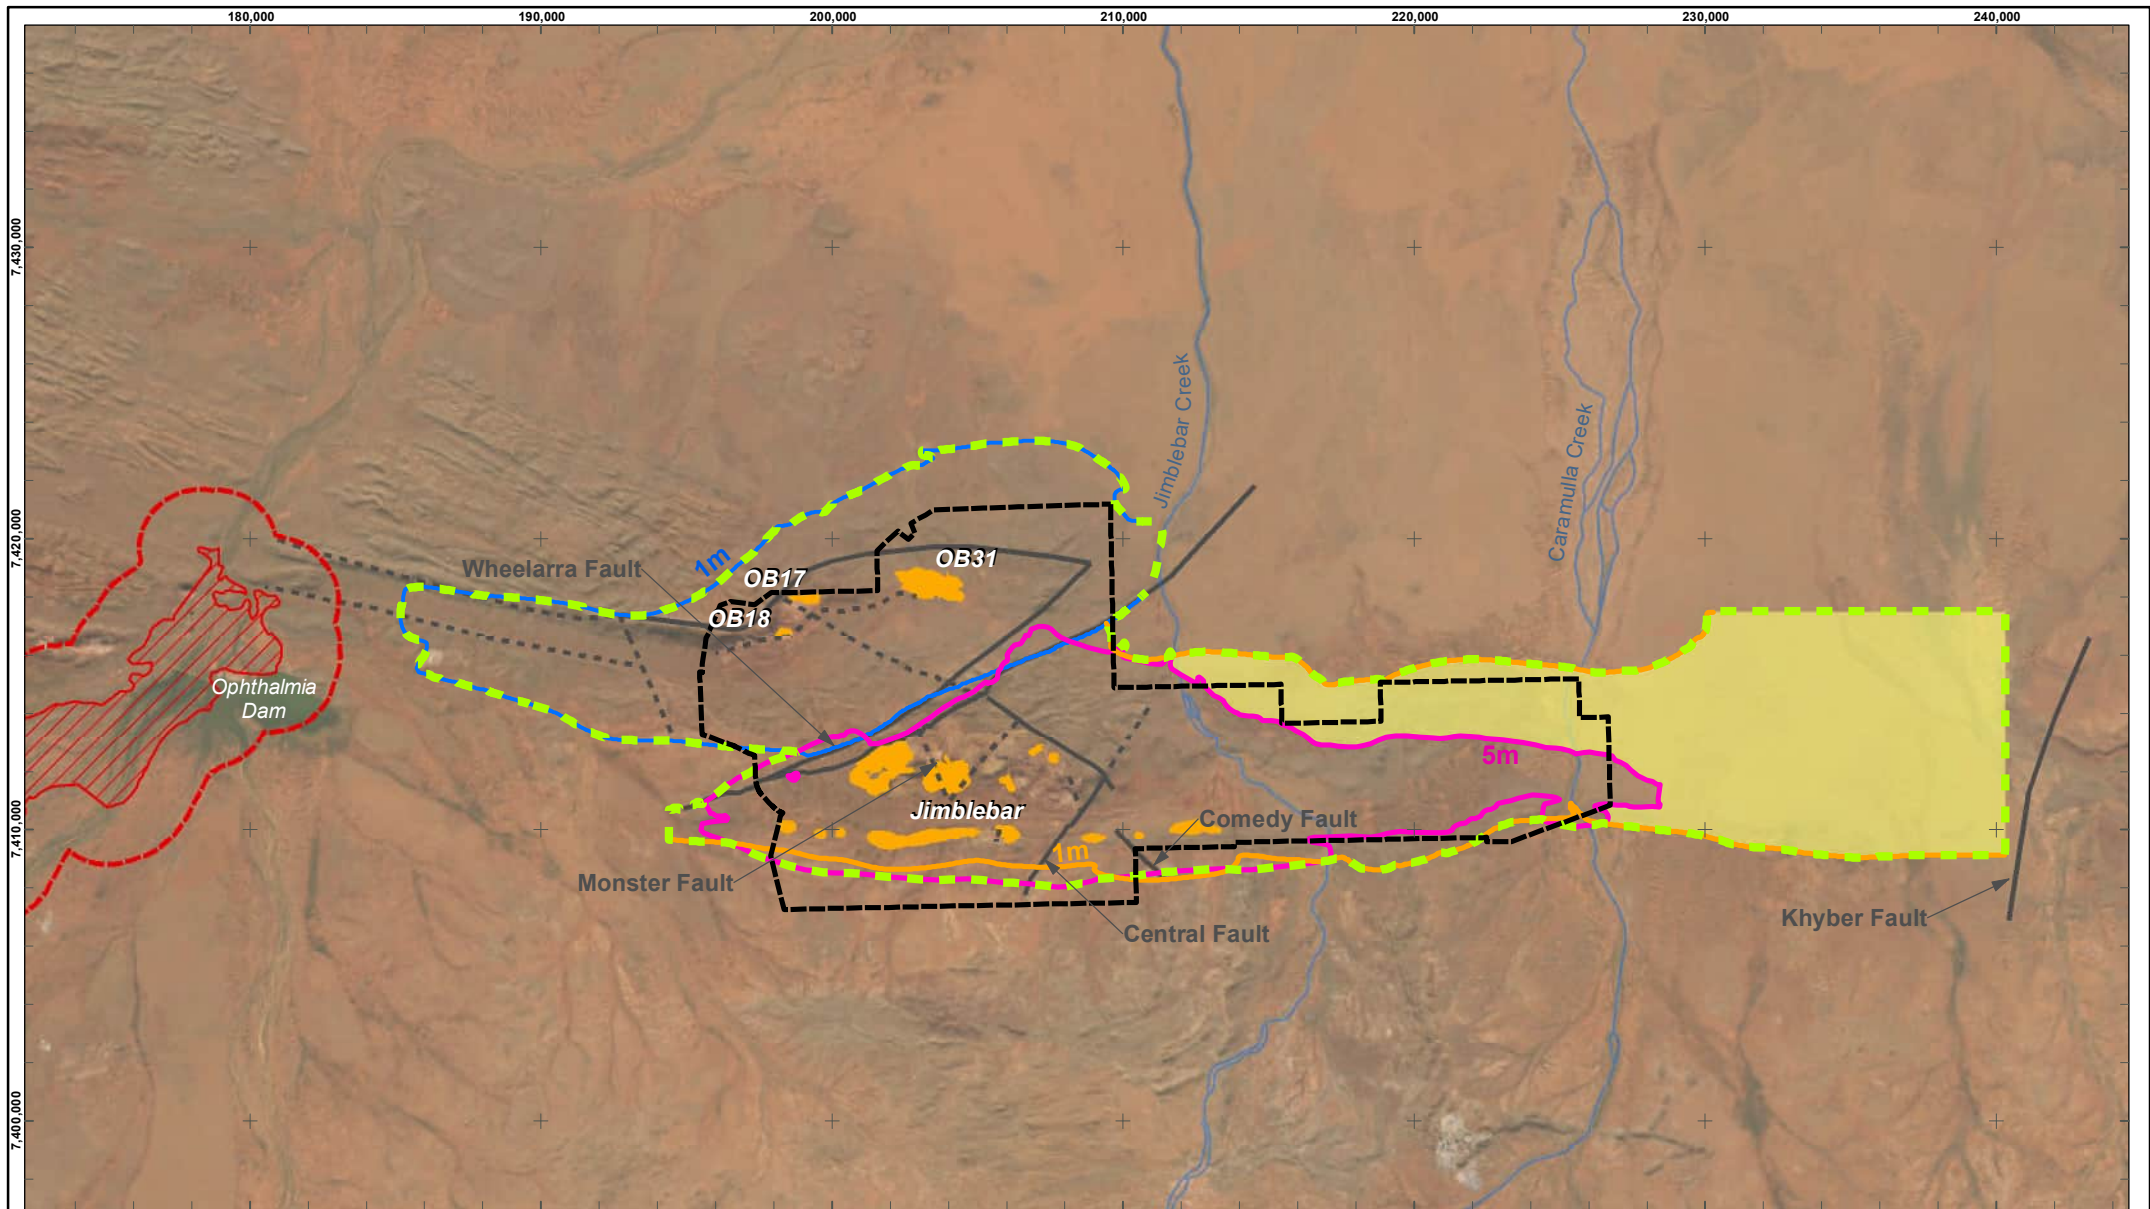 180,000
190,000
200,000
210,000
220,000
230,000
240,000
7,430,000
7,420,000
7,410,000
7,400,000
Jimblebar Creek
Caramulla Creek
1m
Wheelarra Fault
OB31
OB17
OB18
Ophthalmia
Dam
5m
Jimblebar
Comedy Fault
1m
Monster Fault
Central Fault
Khyber Fault